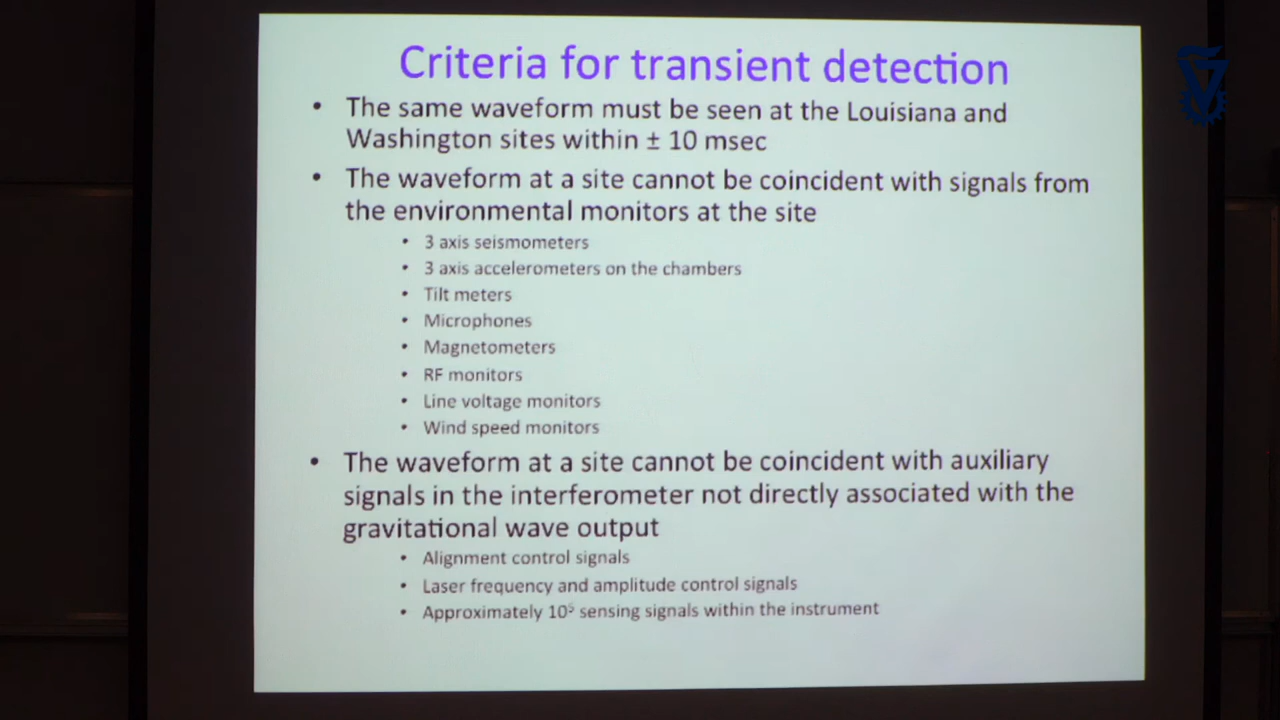 Criteria for transient detection
• The same waveform must be seen at the Louisiana and
Washington sites within ± 10 msec
• The waveform at a site cannot be coincident with signals from
the environmental monitors at the site
• 3 axis seismometers
• 3 axis accelerometers on the chambers
• Tilt meters
• Microphones
• Magnetometers
• RF monitors
• Line voltage monitors
• Wind speed monitors
• The waveform at a site cannot be coincident with auxiliary
signals in the interferometer not directly associated with the
gravitational wave output
• Alignment control signals
• Laser frequency and amplitude control signals
• Approximately 10⁵ sensing signals within the instrument